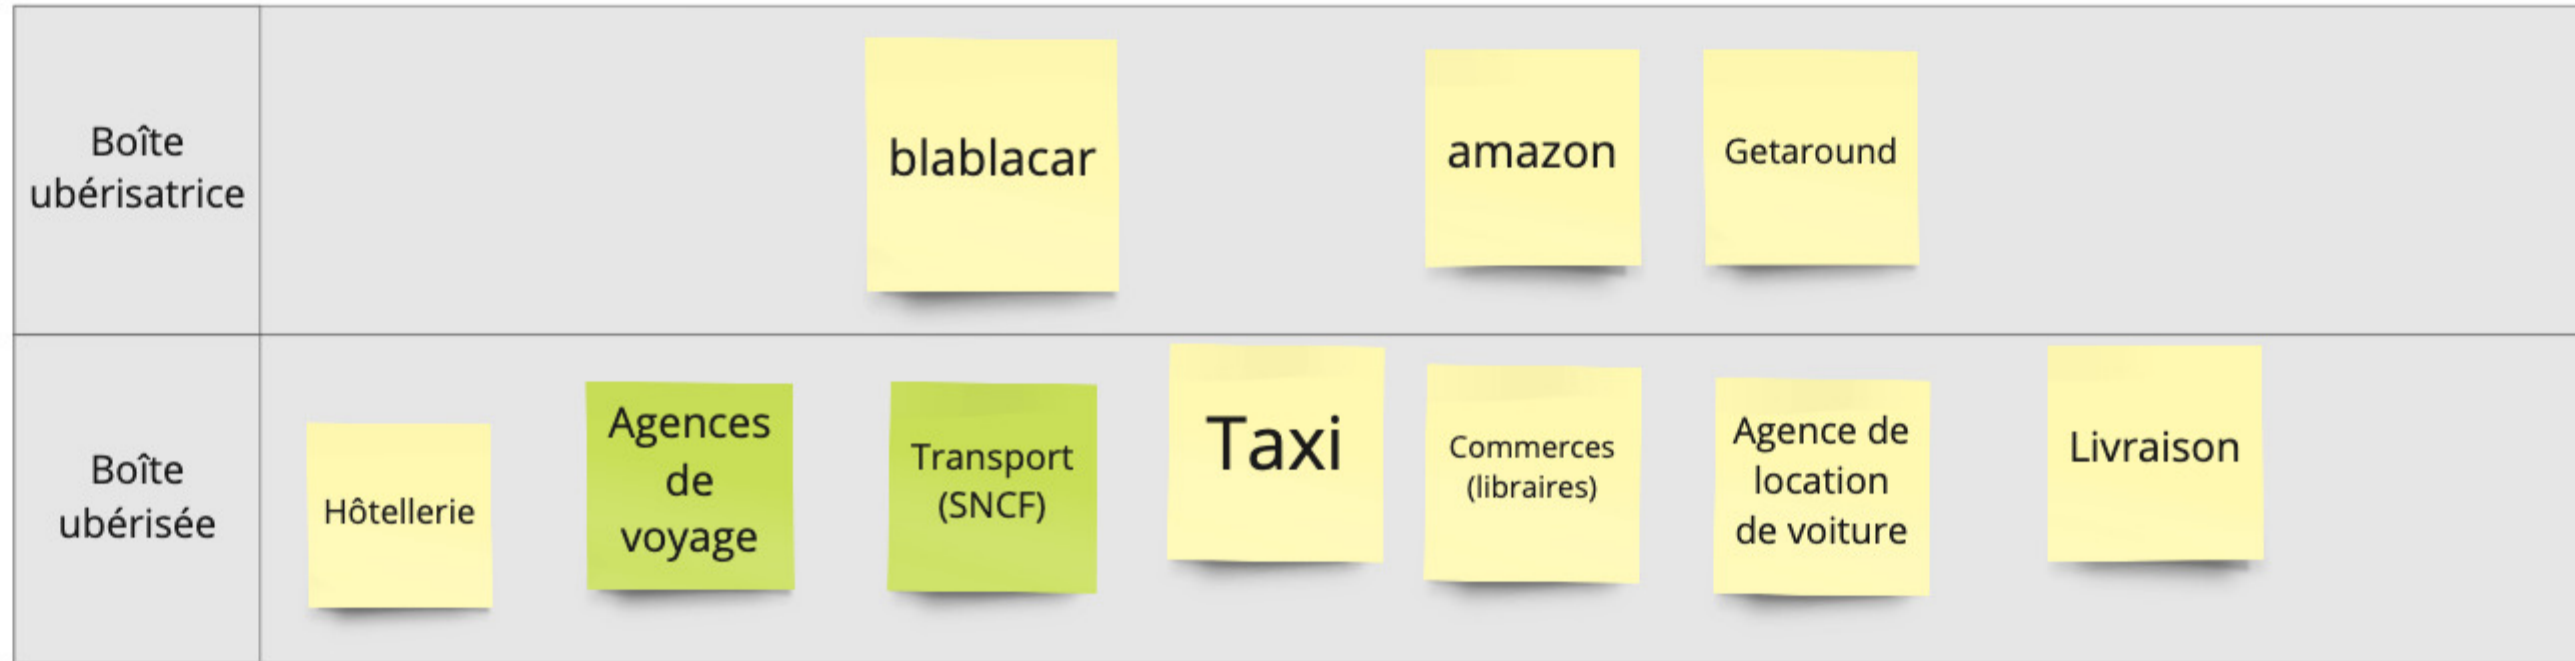 Boîte
ubérisatrice
blablacar
amazon
Getaround
Boîte
ubérisée
Hôtellerie
Agences
de
voyage
Transport
(SNCF)
Taxi
Commerces
(libraires)
Agence de
location
de voiture
Livraison